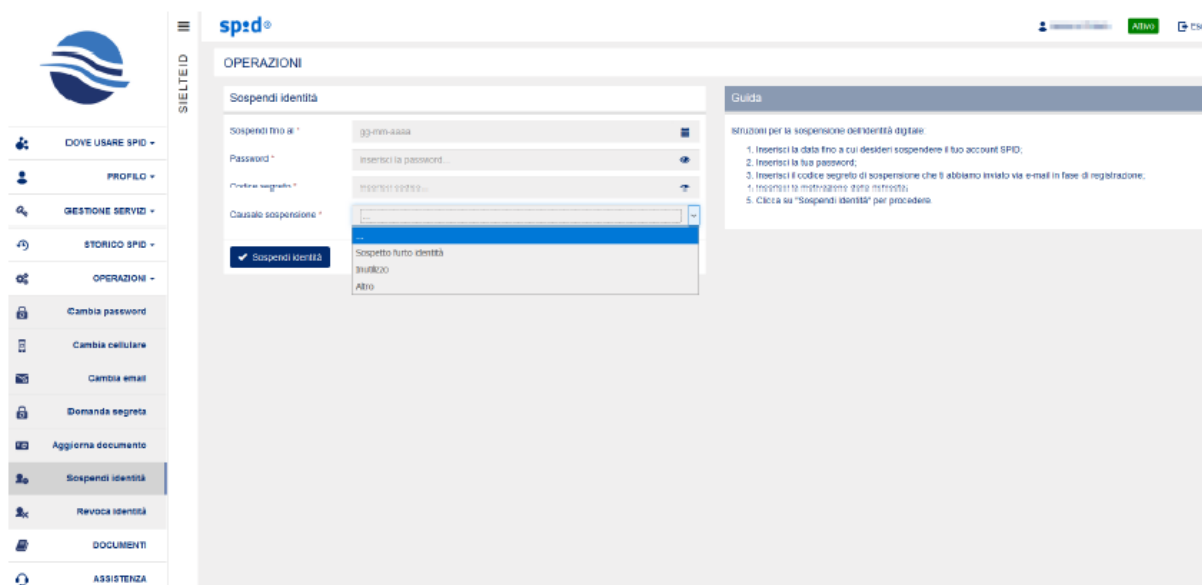 spid®
Attivo
SIELTEID
OPERAZIONI
Sospendi identità
Sospendi fino al *
gg-mm-aaaa
Password *
Inserisci la password...
Codice segreto *
Inserisci codice...
Causale sospensione *
...
...
Sospetto furto identità
Inutilizzo
Altro
Sospendi identità
Guida
Istruzioni per la sospensione dell'identità digitale:
1. Inserisci la data fino a cui desideri sospendere il tuo account SPID;
2. Inserisci la tua password;
3. Inserisci il codice segreto di sospensione che ti abbiamo inviato via e-mail in fase di registrazione;
4. Inserisci la motivazione della richiesta;
5. Clicca su "Sospendi identità" per procedere.
DOVE USARE SPID
PROFILO
GESTIONE SERVIZI
STORICO SPID
OPERAZIONI
Cambia password
Cambia cellulare
Cambia email
Domanda segreta
Aggiorna documento
Sospendi identità
Revoca identità
DOCUMENTI
ASSISTENZA